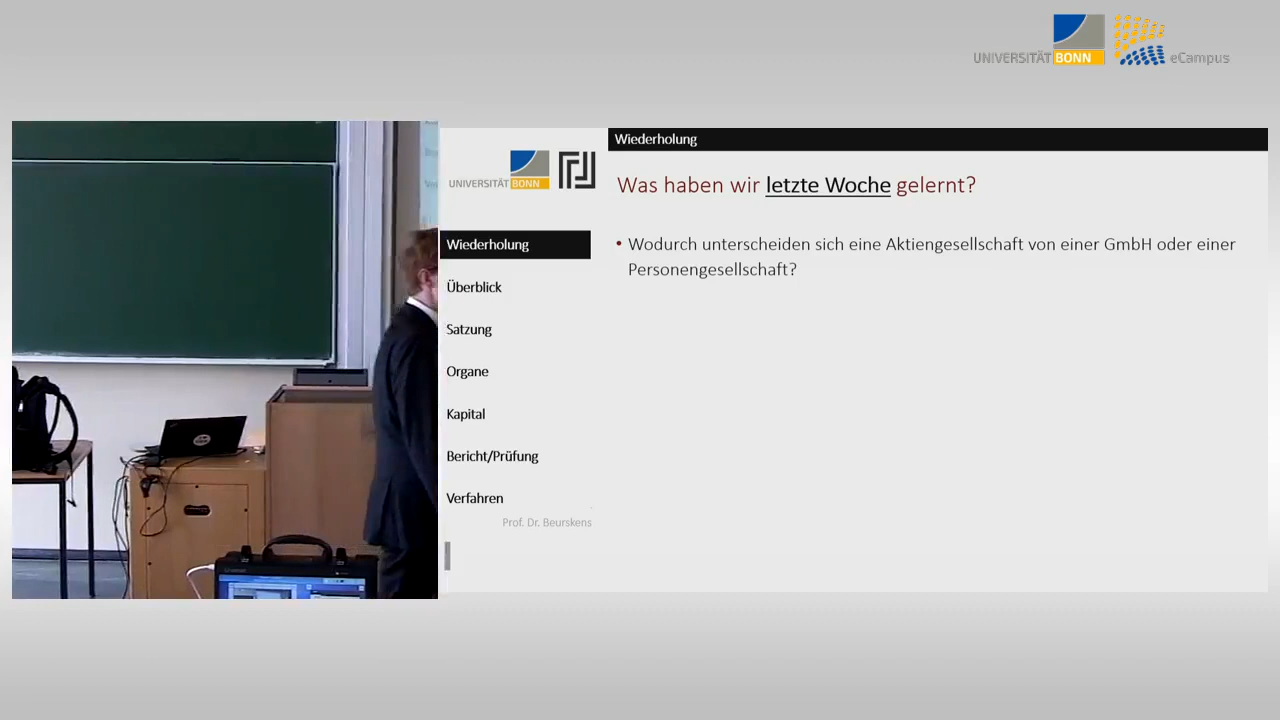 UNIVERSITÄT BONN eCampus
Wiederholung
UNIVERSITÄT BONN
Was haben wir letzte Woche gelernt?
• Wodurch unterscheiden sich eine Aktiengesellschaft von einer GmbH oder einer
Personengesellschaft?
Wiederholung
Überblick
Satzung
Organe
Kapital
Bericht/Prüfung
Verfahren
Prof. Dr. Beurskens